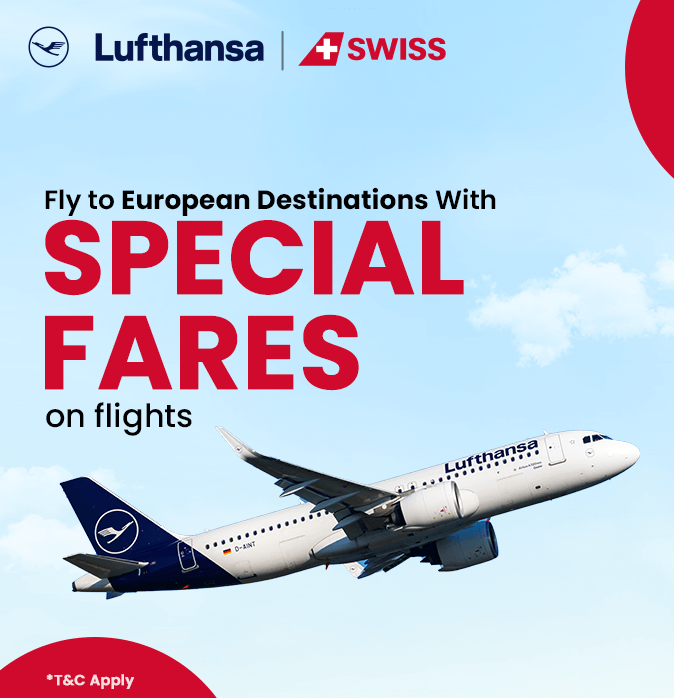 Lufthansa | SWISS
Fly to European Destinations With
SPECIAL
FARES
on flights
Lufthansa
D-AINT
*T&C Apply